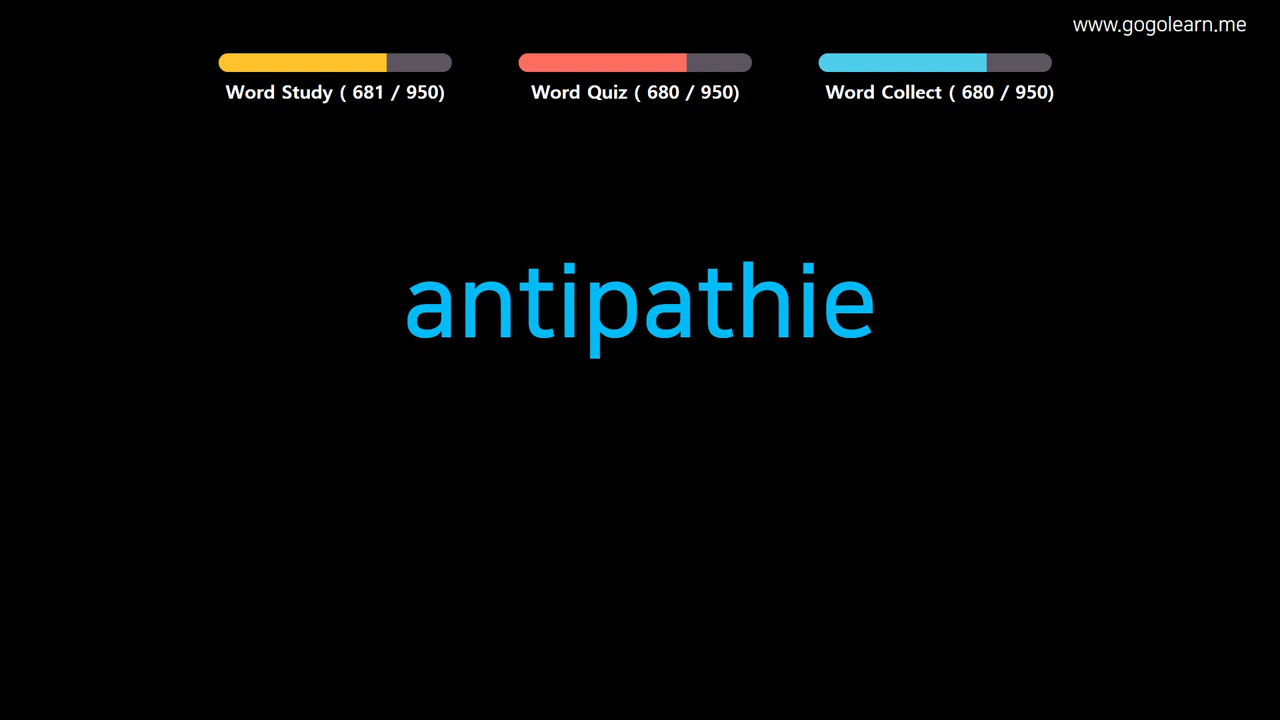 www.gogolearn.me
Word Study ( 681 / 950)
Word Quiz ( 680 / 950)
Word Collect ( 680 / 950)
antipathie